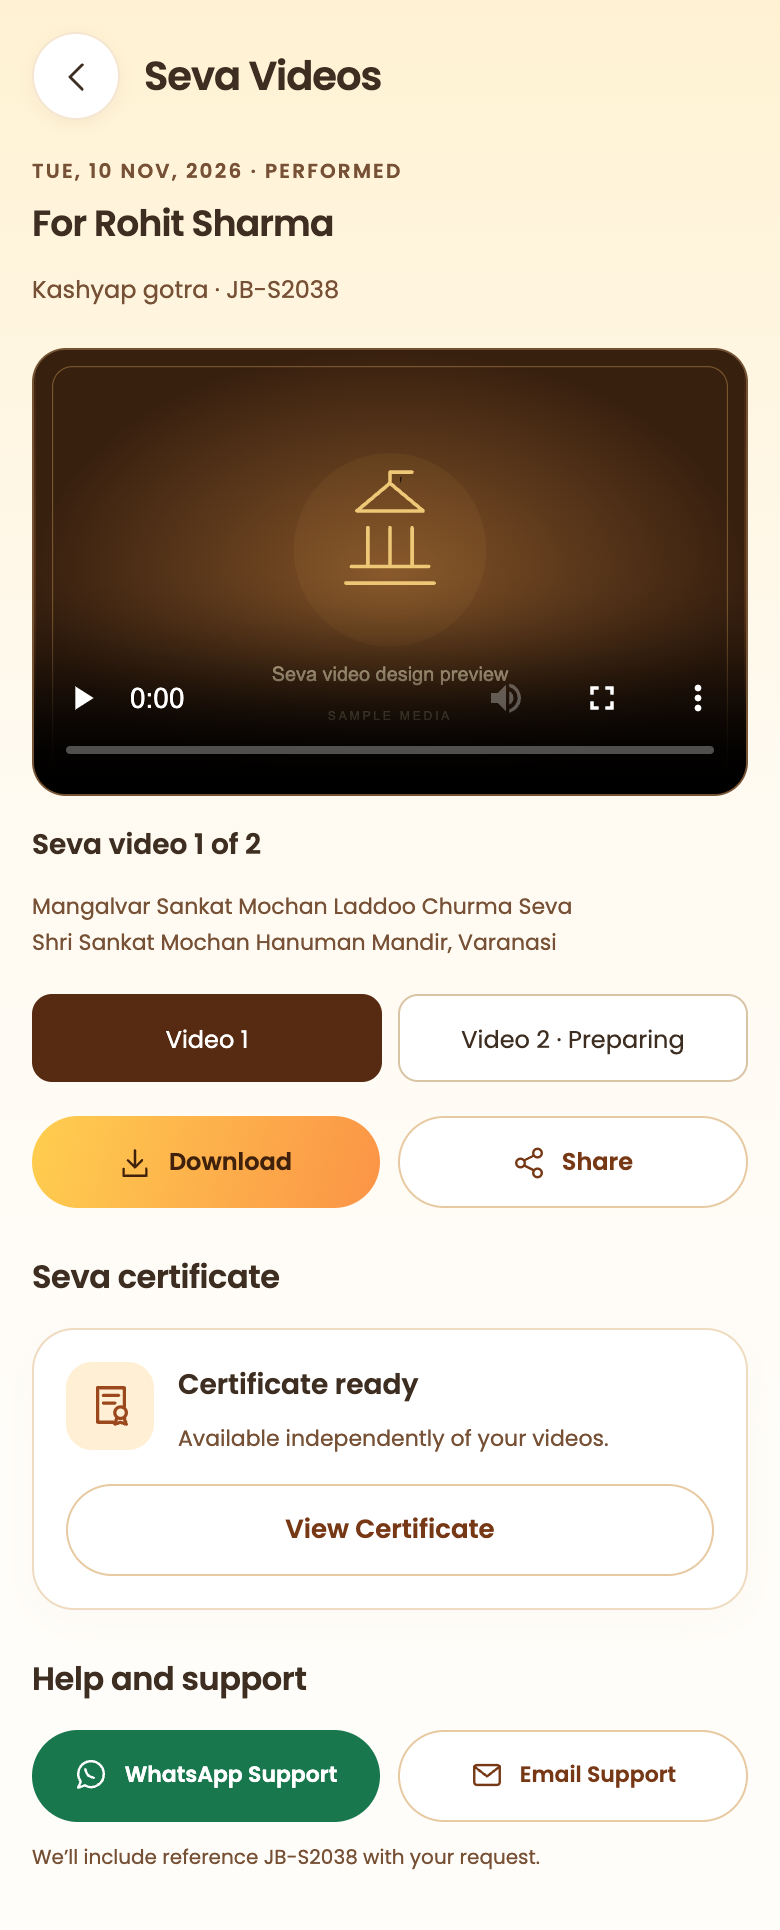 Seva Videos
TUE, 10 NOV, 2026 · PERFORMED
For Rohit Sharma
Kashyap gotra · JB-S2038
Seva video design preview
0:00
SAMPLE MEDIA
Seva video 1 of 2
Mangalvar Sankat Mochan Laddoo Churma Seva
Shri Sankat Mochan Hanuman Mandir, Varanasi
Video 1
Video 2 · Preparing
Download
Share
Seva certificate
Certificate ready
Available independently of your videos.
View Certificate
Help and support
WhatsApp Support
Email Support
We’ll include reference JB-S2038 with your request.